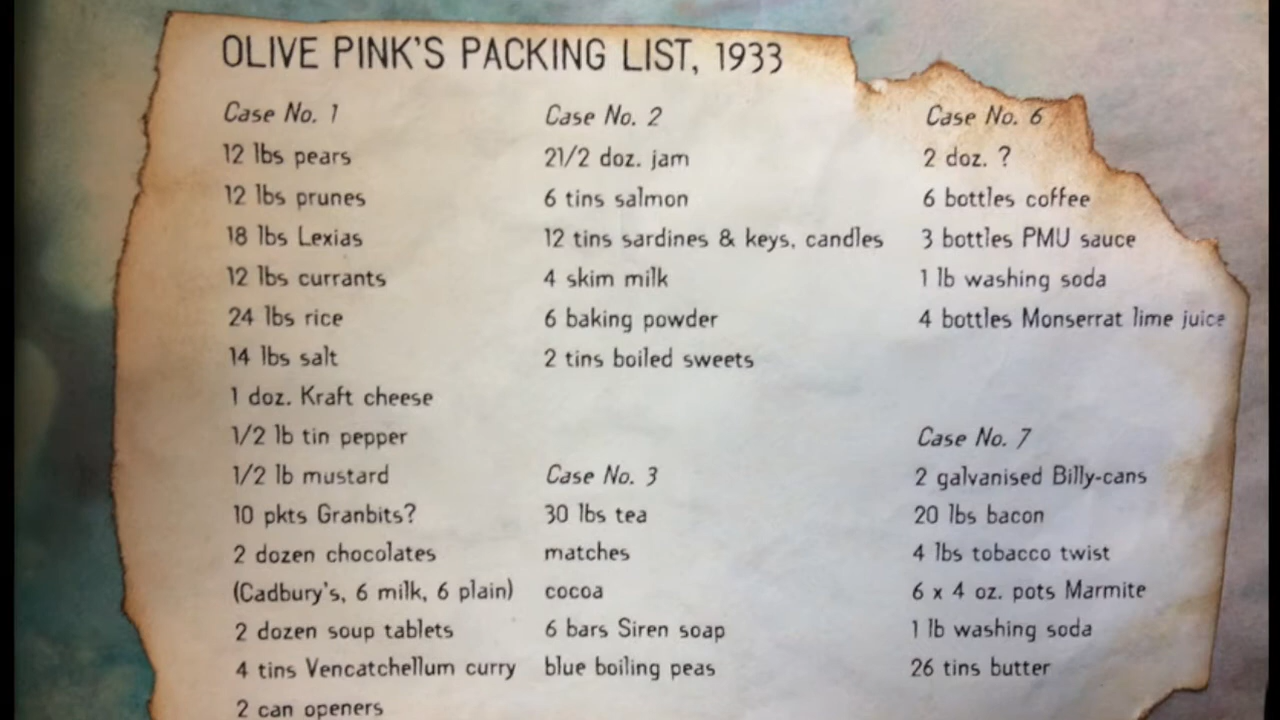 OLIVE PINK'S PACKING LIST, 1933
Case No. 1
12 lbs pears
12 lbs prunes
18 lbs Lexias
12 lbs currants
24 lbs rice
14 lbs salt
1 doz. Kraft cheese
1/2 lb tin pepper
1/2 lb mustard
10 pkts Granbits?
2 dozen chocolates
(Cadbury's, 6 milk, 6 plain)
2 dozen soup tablets
4 tins Vencatchellum curry
2 can openers
Case No. 2
21/2 doz. jam
6 tins salmon
12 tins sardines & keys, candles
4 skim milk
6 baking powder
2 tins boiled sweets
Case No. 3
30 lbs tea
matches
cocoa
6 bars Siren soap
blue boiling peas
Case No. 6
2 doz. ?
6 bottles coffee
3 bottles PMU sauce
1 lb washing soda
4 bottles Monserrat lime juice
Case No. 7
2 galvanised Billy-cans
20 lbs bacon
4 lbs tobacco twist
6 x 4 oz. pots Marmite
1 lb washing soda
26 tins butter